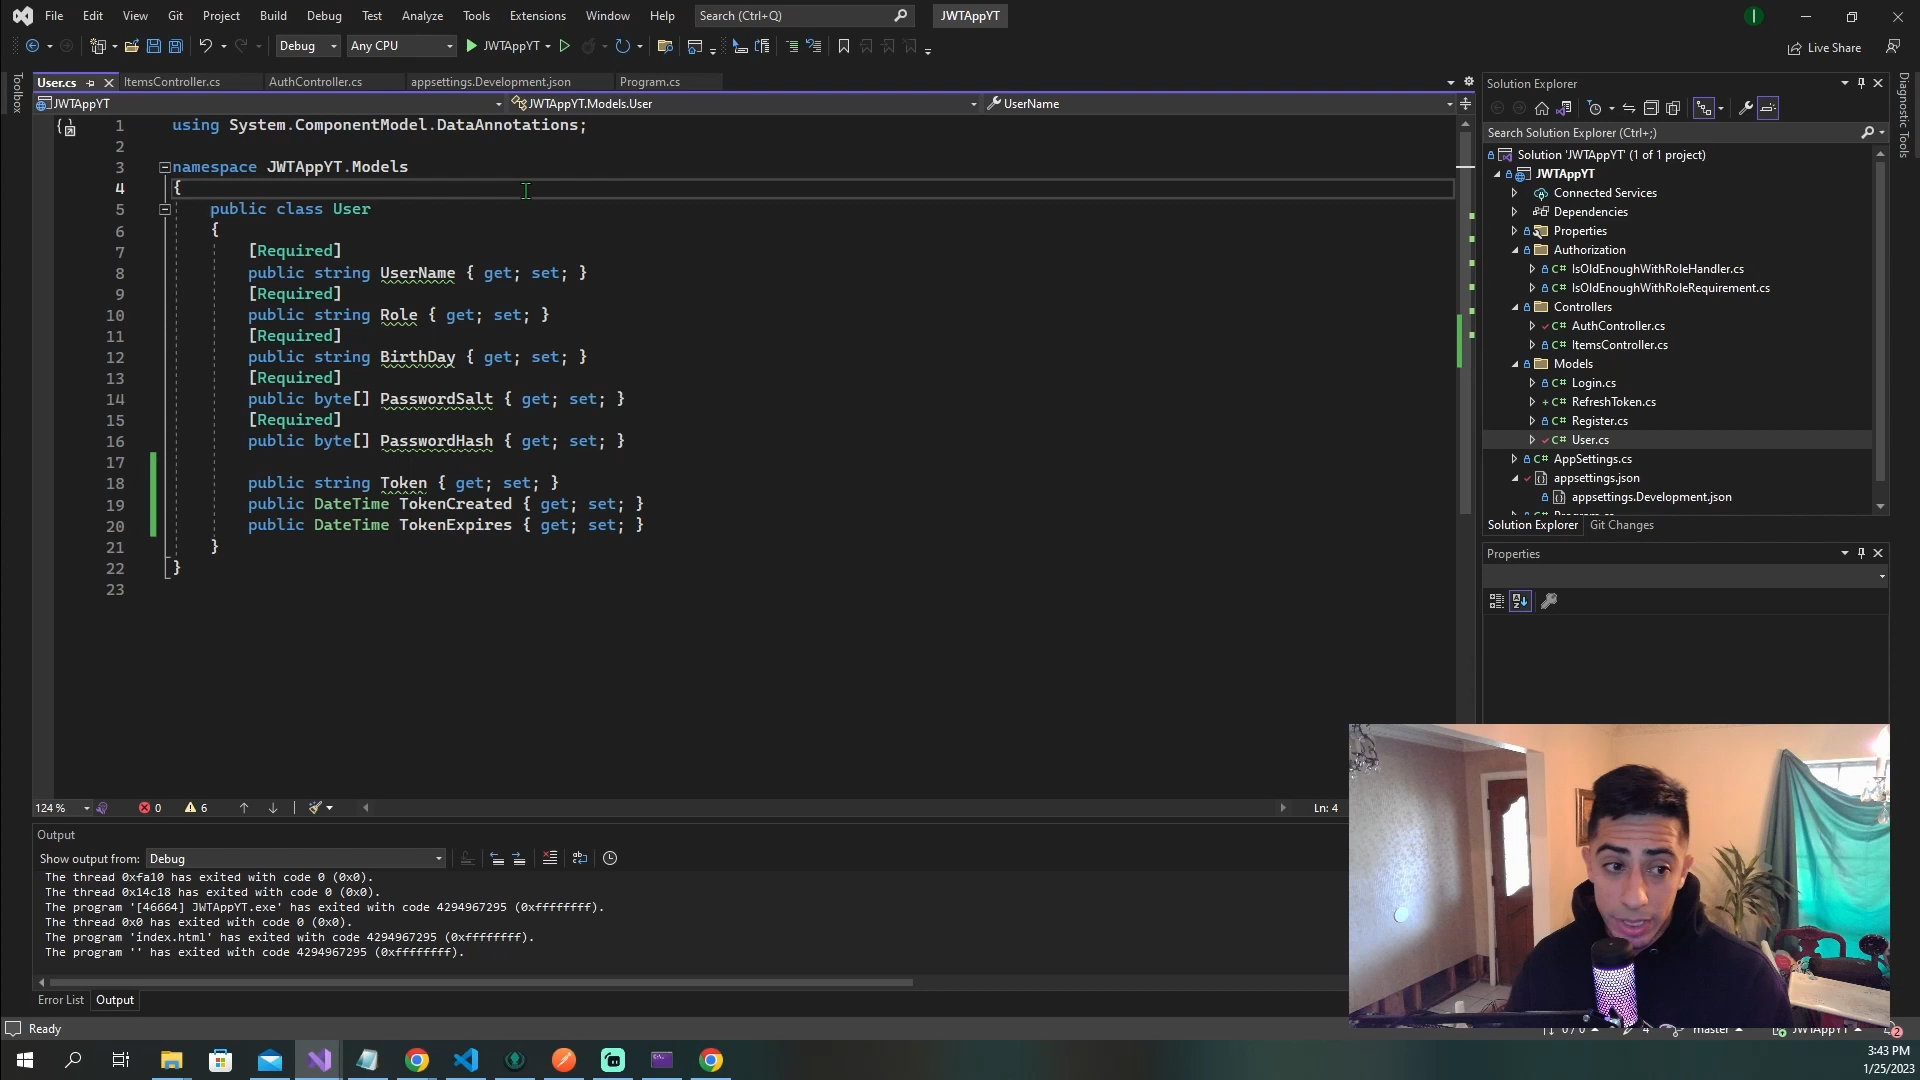 File Edit View Git Project Build Debug Test Analyze Tools Extensions Window Help Search (Ctrl+Q) JWTAppYT
Debug Any CPU JWTAppYT Live Share
User.cs ItemsController.cs AuthController.cs appsettings.Development.json Program.cs
JWTAppYT JWTAppYT.Models.User UserName
Toolbox
1 using System.ComponentModel.DataAnnotations;
2
3 namespace JWTAppYT.Models
4 {
5 public class User
6 {
7 [Required]
8 public string UserName { get; set; }
9 [Required]
10 public string Role { get; set; }
11 [Required]
12 public string BirthDay { get; set; }
13 [Required]
14 public byte[] PasswordSalt { get; set; }
15 [Required]
16 public byte[] PasswordHash { get; set; }
17
18 public string Token { get; set; }
19 public DateTime TokenCreated { get; set; }
20 public DateTime TokenExpires { get; set; }
21 }
22 }
23
124 % 0 6 Ln: 4
Output
Show output from: Debug
The thread 0xfa10 has exited with code 0 (0x0).
The thread 0x14c18 has exited with code 0 (0x0).
The program '[46664] JWTAppYT.exe' has exited with code 4294967295 (0xffffffff).
The thread 0x0 has exited with code 0 (0x0).
The program 'index.html' has exited with code 4294967295 (0xffffffff).
The program '' has exited with code 4294967295 (0xffffffff).
Error List Output
Solution Explorer
Search Solution Explorer (Ctrl+;)
Solution 'JWTAppYT' (1 of 1 project)
JWTAppYT
Connected Services
Dependencies
Properties
Authorization
C# IsOldEnoughWithRoleHandler.cs
C# IsOldEnoughWithRoleRequirement.cs
Controllers
C# AuthController.cs
C# ItemsController.cs
Models
C# Login.cs
C# RefreshToken.cs
C# Register.cs
C# User.cs
C# AppSettings.cs
appsettings.json
appsettings.Development.json
Solution Explorer Git Changes
Properties
Diagnostic Tools
Ready 0 / 0 4 master JWTAppYT 2
3:43 PM
1/25/2023